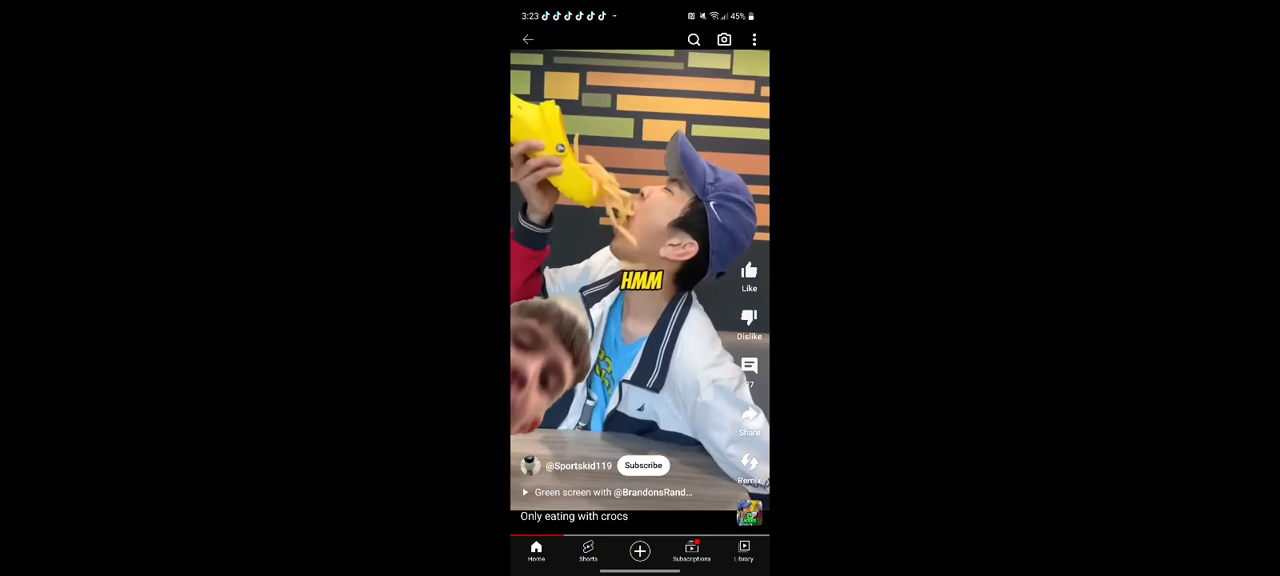 3:23
45%
HMM
Like
Dislike
97
Share
@Sportskid119
Subscribe
Remix
Green screen with @BrandonsRand...
Only eating with crocs
Home
Shorts
Subscriptions
Library